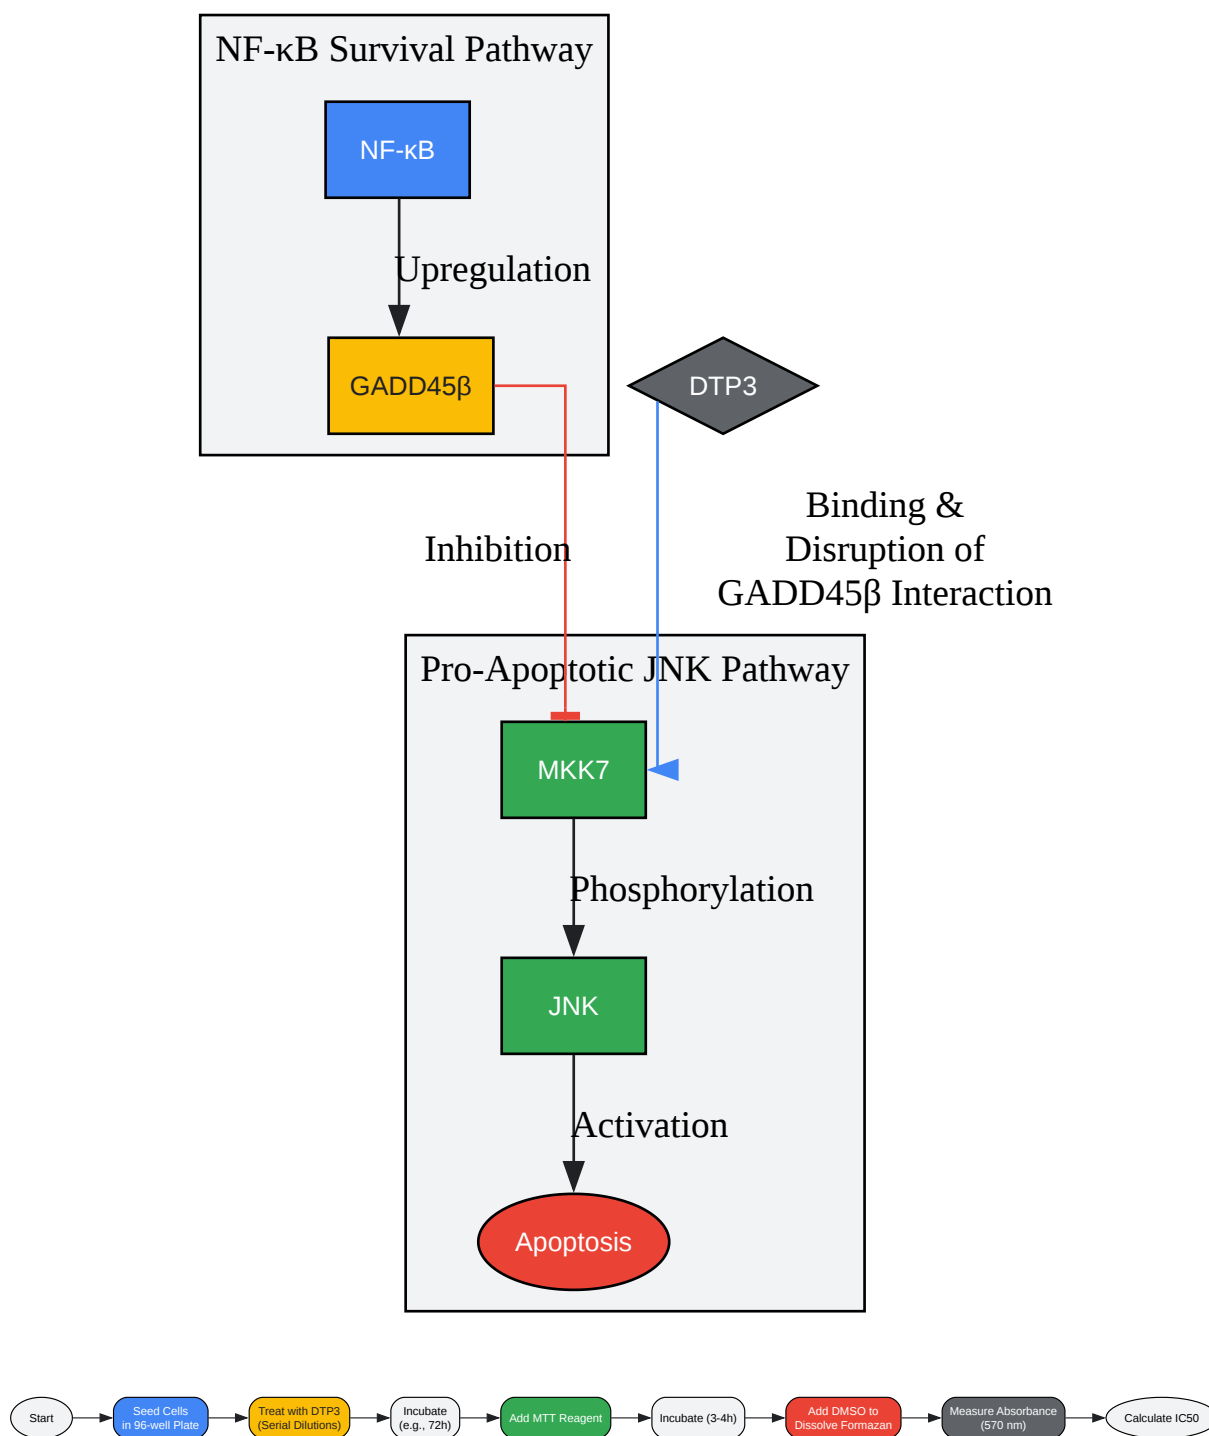 NF-κB Survival Pathway
NF-κB
Upregulation
GADD45β
DTP3
Inhibition
Binding &
Disruption of
GADD45β Interaction
Pro-Apoptotic JNK Pathway
MKK7
Phosphorylation
JNK
Activation
Apoptosis
Start
Seed Cells
in 96-well Plate
Treat with DTP3
(Serial Dilutions)
Incubate
(e.g., 72h)
Add MTT Reagent
Incubate (3-4h)
Add DMSO to
Dissolve Formazan
Measure Absorbance
(570 nm)
Calculate IC50